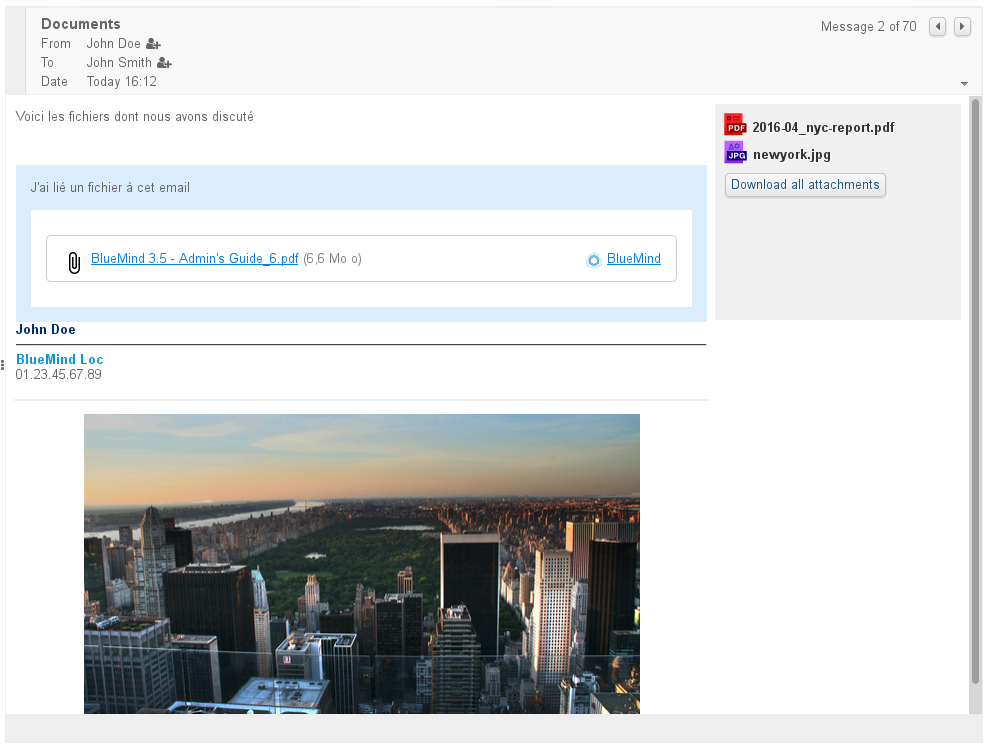 Documents
From John Doe
To John Smith
Date Today 16:12
Message 2 of 70
Voici les fichiers dont nous avons discuté
J'ai lié un fichier à cet email
BlueMind 3.5 - Admin's Guide_6.pdf (6,6 Mo o) BlueMind
John Doe
BlueMind Loc
01.23.45.67.89
PDF 2016-04_nyc-report.pdf
JPG newyork.jpg
Download all attachments